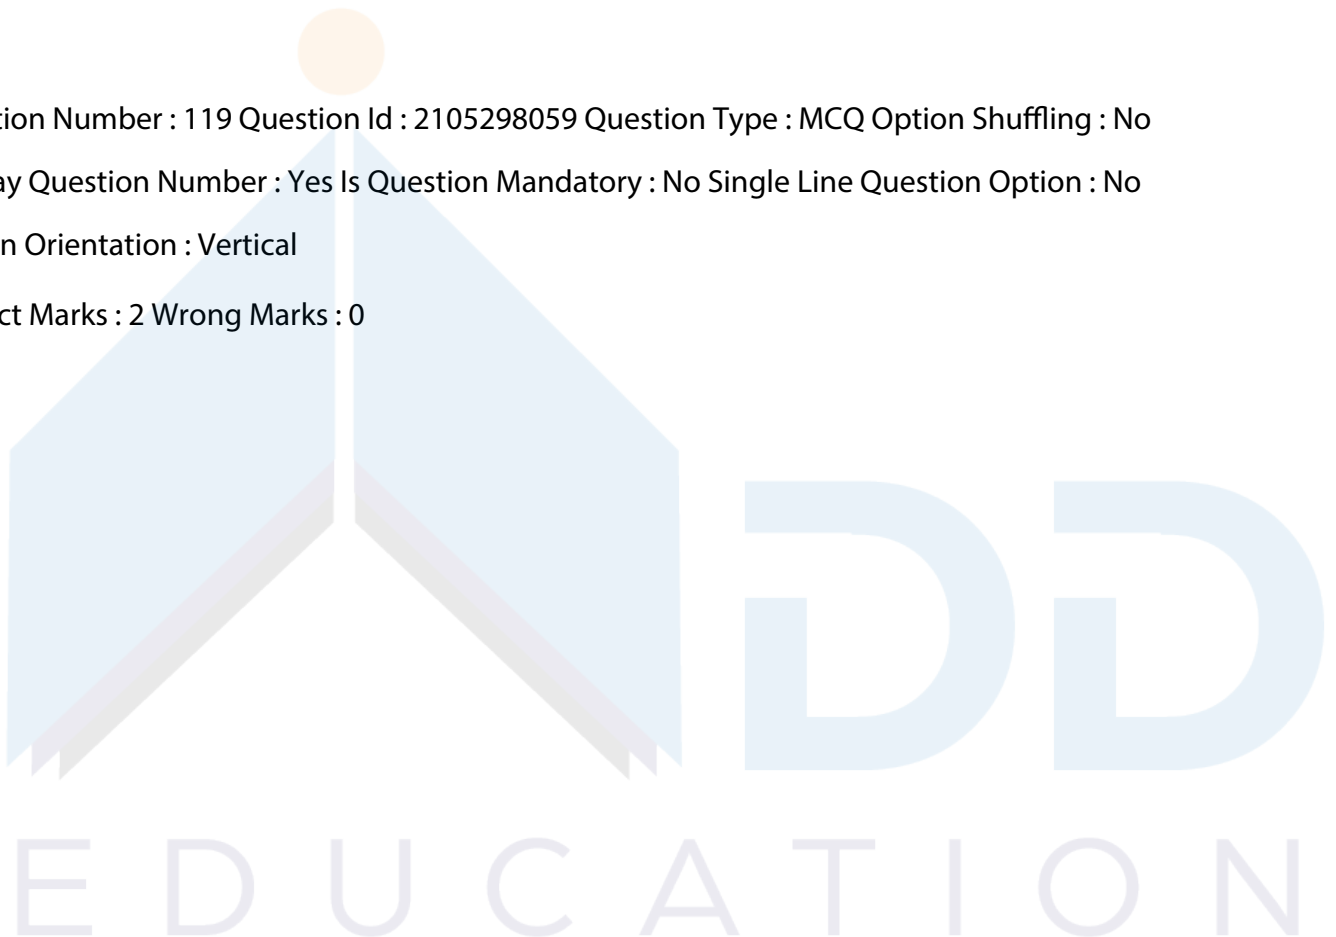 tion Number : 119 Question Id : 2105298059 Question Type : MCQ Option Shuffling : No
ay Question Number : Yes Is Question Mandatory : No Single Line Question Option : No
n Orientation : Vertical
ct Marks : 2 Wrong Marks : 0
DD
EDUCATION